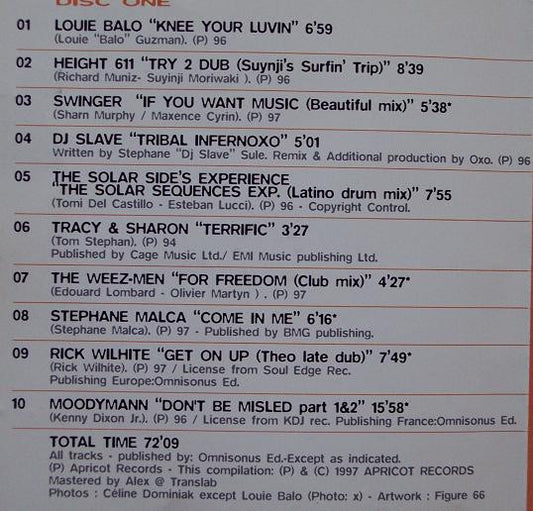 DISC ONE
01 LOUIE BALO "KNEE YOUR LUVIN" 6'59
(Louie "Balo" Guzman). (P) 96
02 HEIGHT 611 "TRY 2 DUB (Suynji's Surfin' Trip)" 8'39
(Richard Muniz- Suyinji Moriwaki ). (P) 96
03 SWINGER "IF YOU WANT MUSIC (Beautiful mix)" 5'38*
(Sharn Murphy / Maxence Cyrin). (P) 97
04 DJ SLAVE "TRIBAL INFERNOXO" 5'01
Written by Stephane "Dj Slave" Sule. Remix & Additional production by Oxo. (P) 96
05 THE SOLAR SIDE'S EXPERIENCE
"THE SOLAR SEQUENCES EXP. (Latino drum mix)" 7'55
(Tomi Del Castillo - Esteban Lucci). (P) 96 - Copyright Control.
06 TRACY & SHARON "TERRIFIC" 3'27
(Tom Stephan). (P) 94
Published by Cage Music Ltd./ EMI Music publishing Ltd.
07 THE WEEZ-MEN "FOR FREEDOM (Club mix)" 4'27*
(Edouard Lombard - Olivier Martyn ) . (P) 97
08 STEPHANE MALCA "COME IN ME" 6'16*
(Stephane Malca). (P) 97 - Published by BMG publishing.
09 RICK WILHITE "GET ON UP (Theo late dub)" 7'49*
(Rick Wilhite). (P) 97 / License from Soul Edge Rec.
Publishing Europe:Omnisonus Ed.
10 MOODYMANN "DON'T BE MISLED part 1&2" 15'58*
(Kenny Dixon Jr.). (P) 96 / License from KDJ rec. Publishing France:Omnisonus Ed.
TOTAL TIME 72'09
All tracks - published by: Omnisonus Ed.-Except as indicated.
(P) Apricot Records - This compilation: (P) & (C) 1997 APRICOT RECORDS
Mastered by Alex @ Translab
Photos : Céline Dominiak except Louie Balo (Photo: x) - Artwork : Figure 66